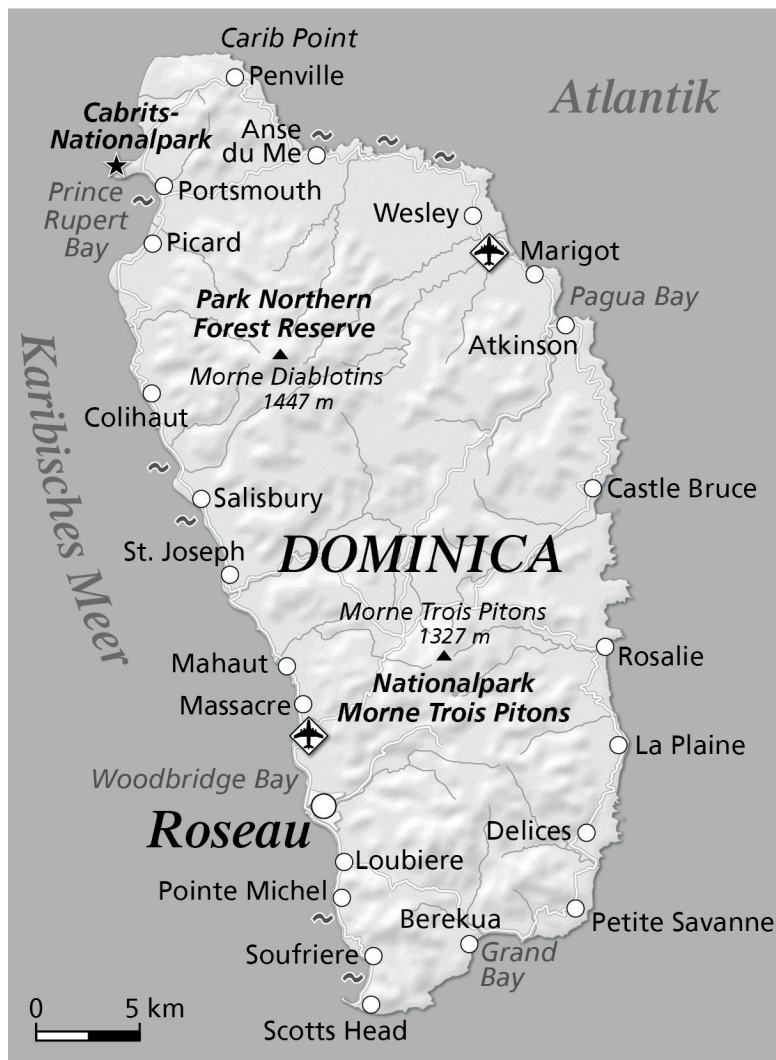 Carib Point
Penville
Atlantik
Cabrits-
Nationalpark
Anse
du Me
Prince
Rupert
Bay
Portsmouth
Wesley
Picard
Marigot
Park Northern
Forest Reserve
Pagua Bay
Atkinson
Morne Diablotins
1447 m
Karibisches Meer
Colihaut
Salisbury
Castle Bruce
St. Joseph
DOMINICA
Morne Trois Pitons
1327 m
Mahaut
Rosalie
Nationalpark
Morne Trois Pitons
Massacre
La Plaine
Woodbridge Bay
Roseau
Delices
Loubiere
Pointe Michel
Berekua
Petite Savanne
Soufriere
Grand
Bay
0 5 km
Scotts Head